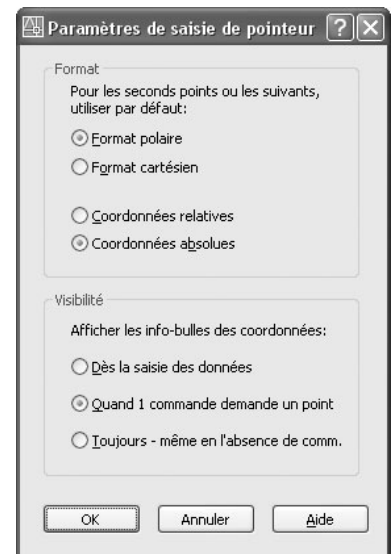 Paramètres de saisie de pointeur
Format
Pour les seconds points ou les suivants,
utiliser par défaut:
Format polaire
Format cartésien
Coordonnées relatives
Coordonnées absolues
Visibilité
Afficher les info-bulles des coordonnées:
Dès la saisie des données
Quand 1 commande demande un point
Toujours - même en l'absence de comm.
OK
Annuler
Aide